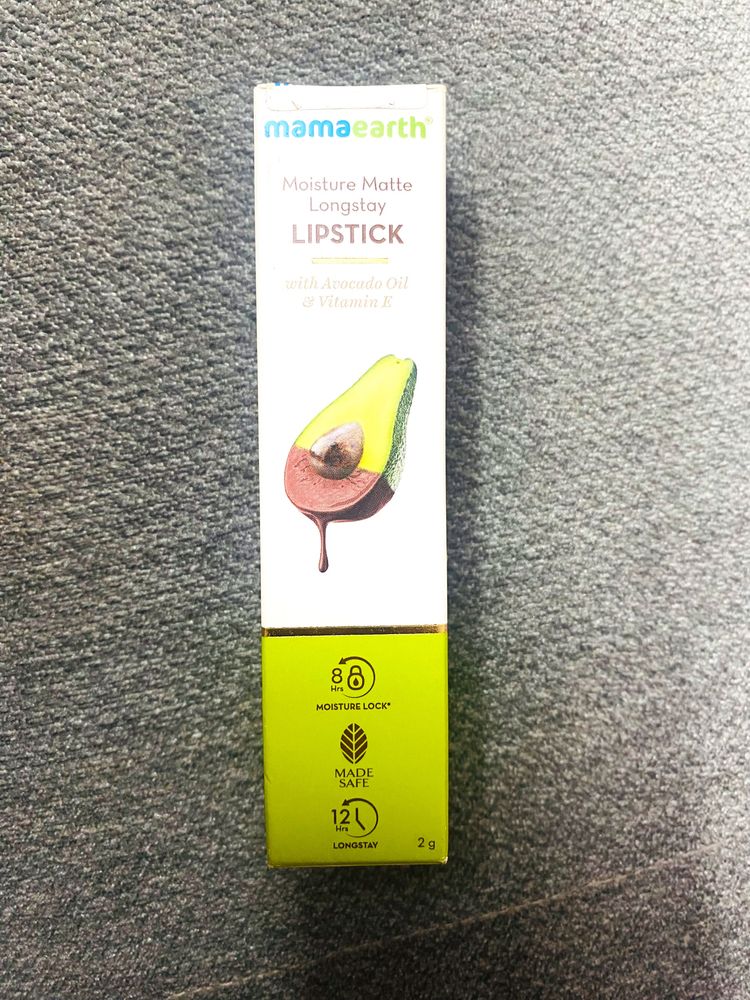 mamaearth®
Moisture Matte
Longstay
LIPSTICK
with Avocado Oil
& Vitamin E
8
Hrs
MOISTURE LOCK*
MADE
SAFE
12
Hrs
LONGSTAY
2 g